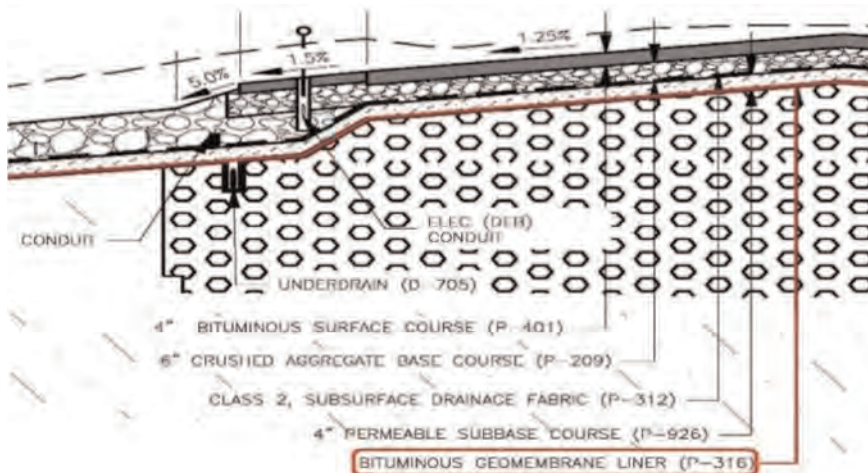 5.0%
1.5%
1.25%
CONDUIT
ELEC (DEB)
CONDUIT
UNDERDRAIN (D-705)
4" BITUMINOUS SURFACE COURSE (P-401)
6" CRUSHED AGGREGATE BASE COURSE (P-209)
CLASS 2, SUBSURFACE DRAINAGE FABRIC (P-312)
4" PERMEABLE SUBBASE COURSE (P-926)
BITUMINOUS GEOMEMBRANE LINER (P-316)